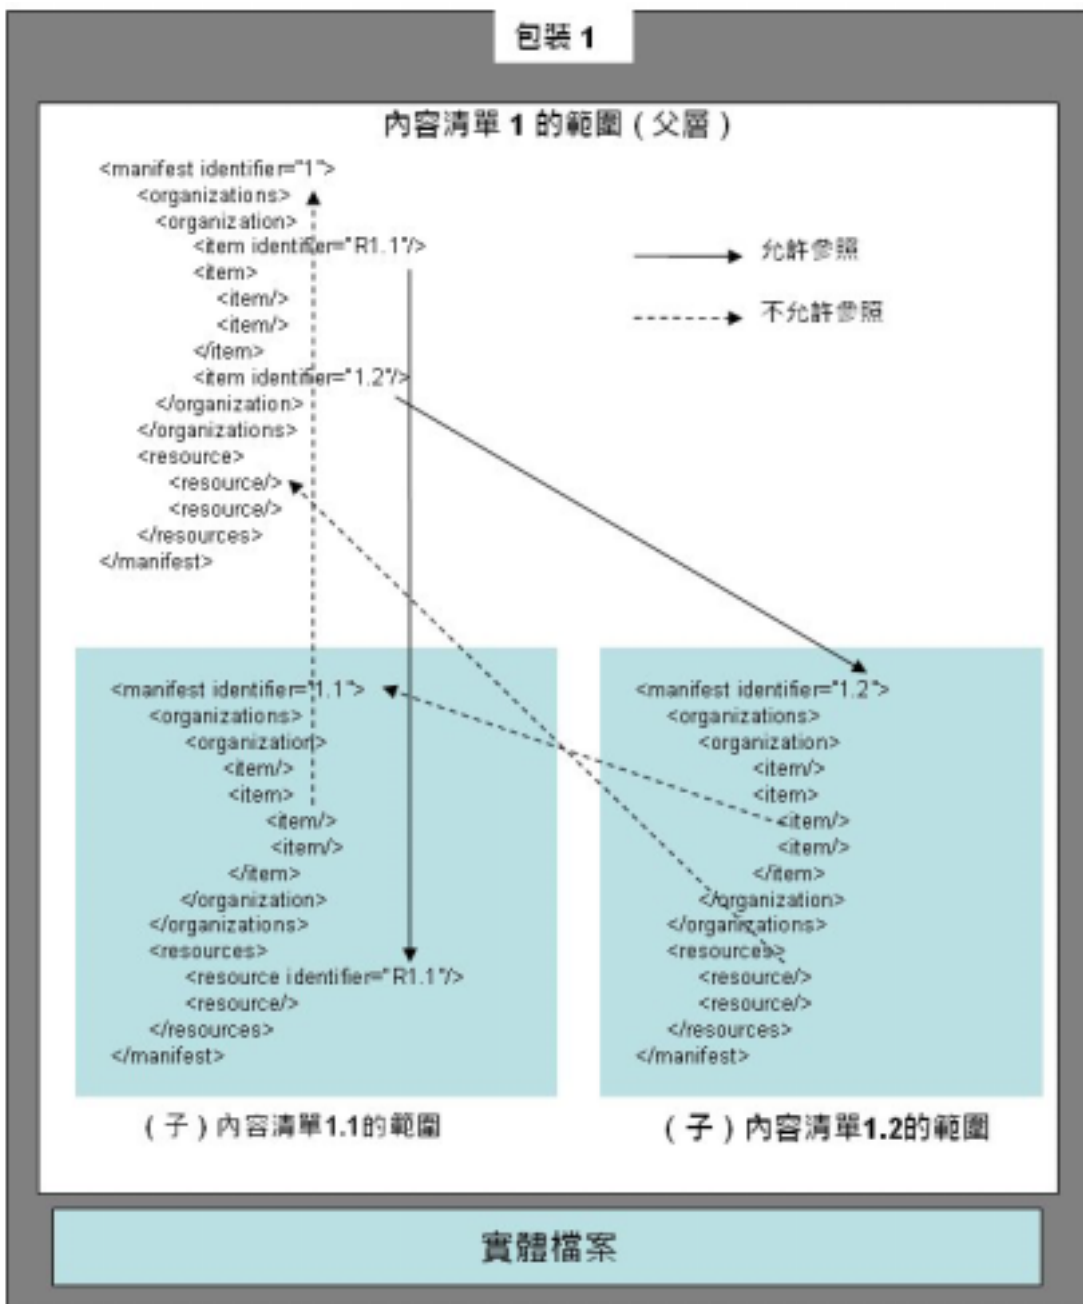 包裝 1
內容清單 1 的範圍 ( 父層 )
<manifest identifier="1">
<organizations>
<organization>
<item identifier="R1.1"/>
<item>
<item/>
<item/>
</item>
<item identifier="1.2"/>
</organization>
</organizations>
<resource>
<resource/>
<resource/>
</resources>
</manifest>
允許參照
不允許參照
<manifest identifier="1.1">
<organizations>
<organization>
<item/>
<item>
<item/>
<item/>
</item>
</organization>
</organizations>
<resources>
<resource identifier="R1.1"/>
<resource/>
</resources>
</manifest>
( 子 ) 內容清單1.1的範圍
<manifest identifier="1.2">
<organizations>
<organization>
<item/>
<item>
<item/>
<item/>
</item>
</organization>
</organizations>
<resources>
<resource/>
<resource/>
</resources>
</manifest>
( 子 ) 內容清單1.2的範圍
實體檔案